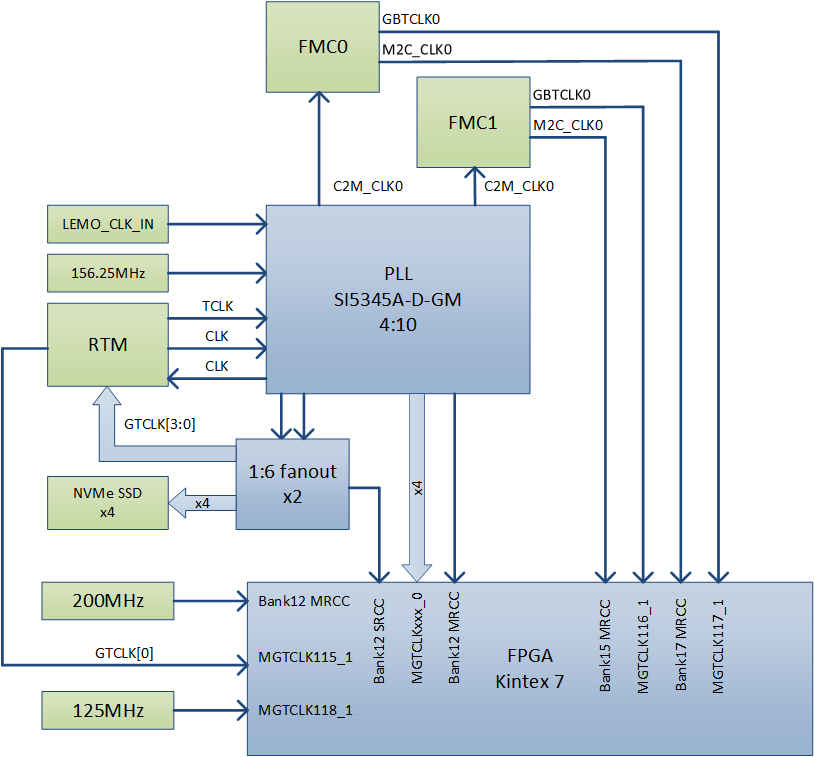 GBTCLK0
FMC0
M2C_CLK0
GBTCLK0
FMC1
M2C_CLK0
C2M_CLK0
C2M_CLK0
LEMO_CLK_IN
156.25MHz
PLL
SI5345A-D-GM
4:10
TCLK
RTM
CLK
CLK
GTCLK[3:0]
1:6 fanout
x2
NVMe SSD
x4
x4
x4
200MHz
Bank12 MRCC
GTCLK[0]
MGTCLK115_1
125MHz
MGTCLK118_1
Bank12 SRCC
MGTCLKxxx_0
Bank12 MRCC
FPGA
Kintex 7
Bank15 MRCC
MGTCLK116_1
Bank17 MRCC
MGTCLK117_1